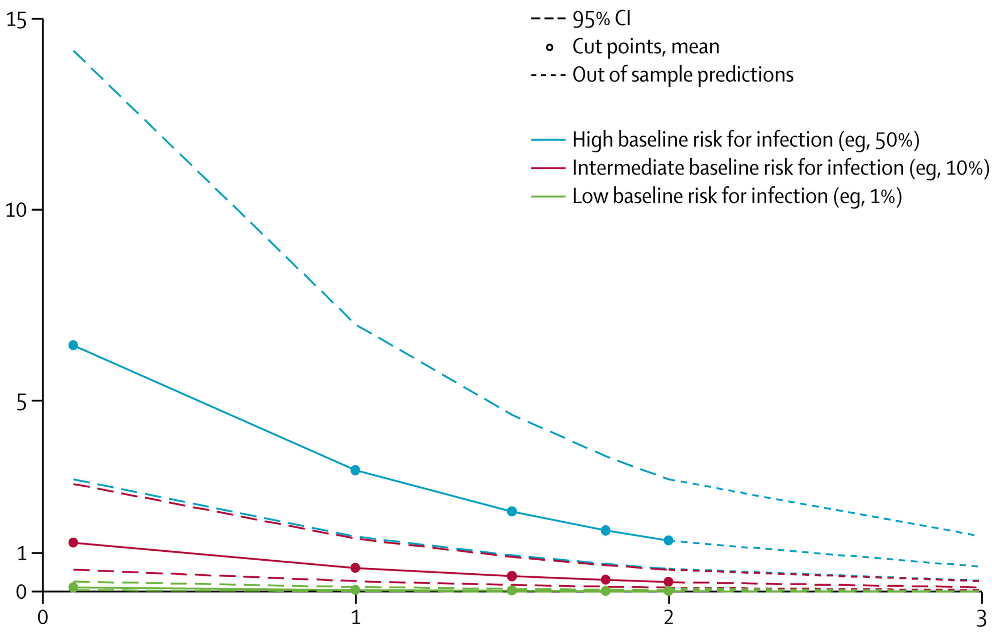 15
10
5
1
0
0
1
2
3
95% CI
Cut points, mean
Out of sample predictions
High baseline risk for infection (eg, 50%)
Intermediate baseline risk for infection (eg, 10%)
Low baseline risk for infection (eg, 1%)